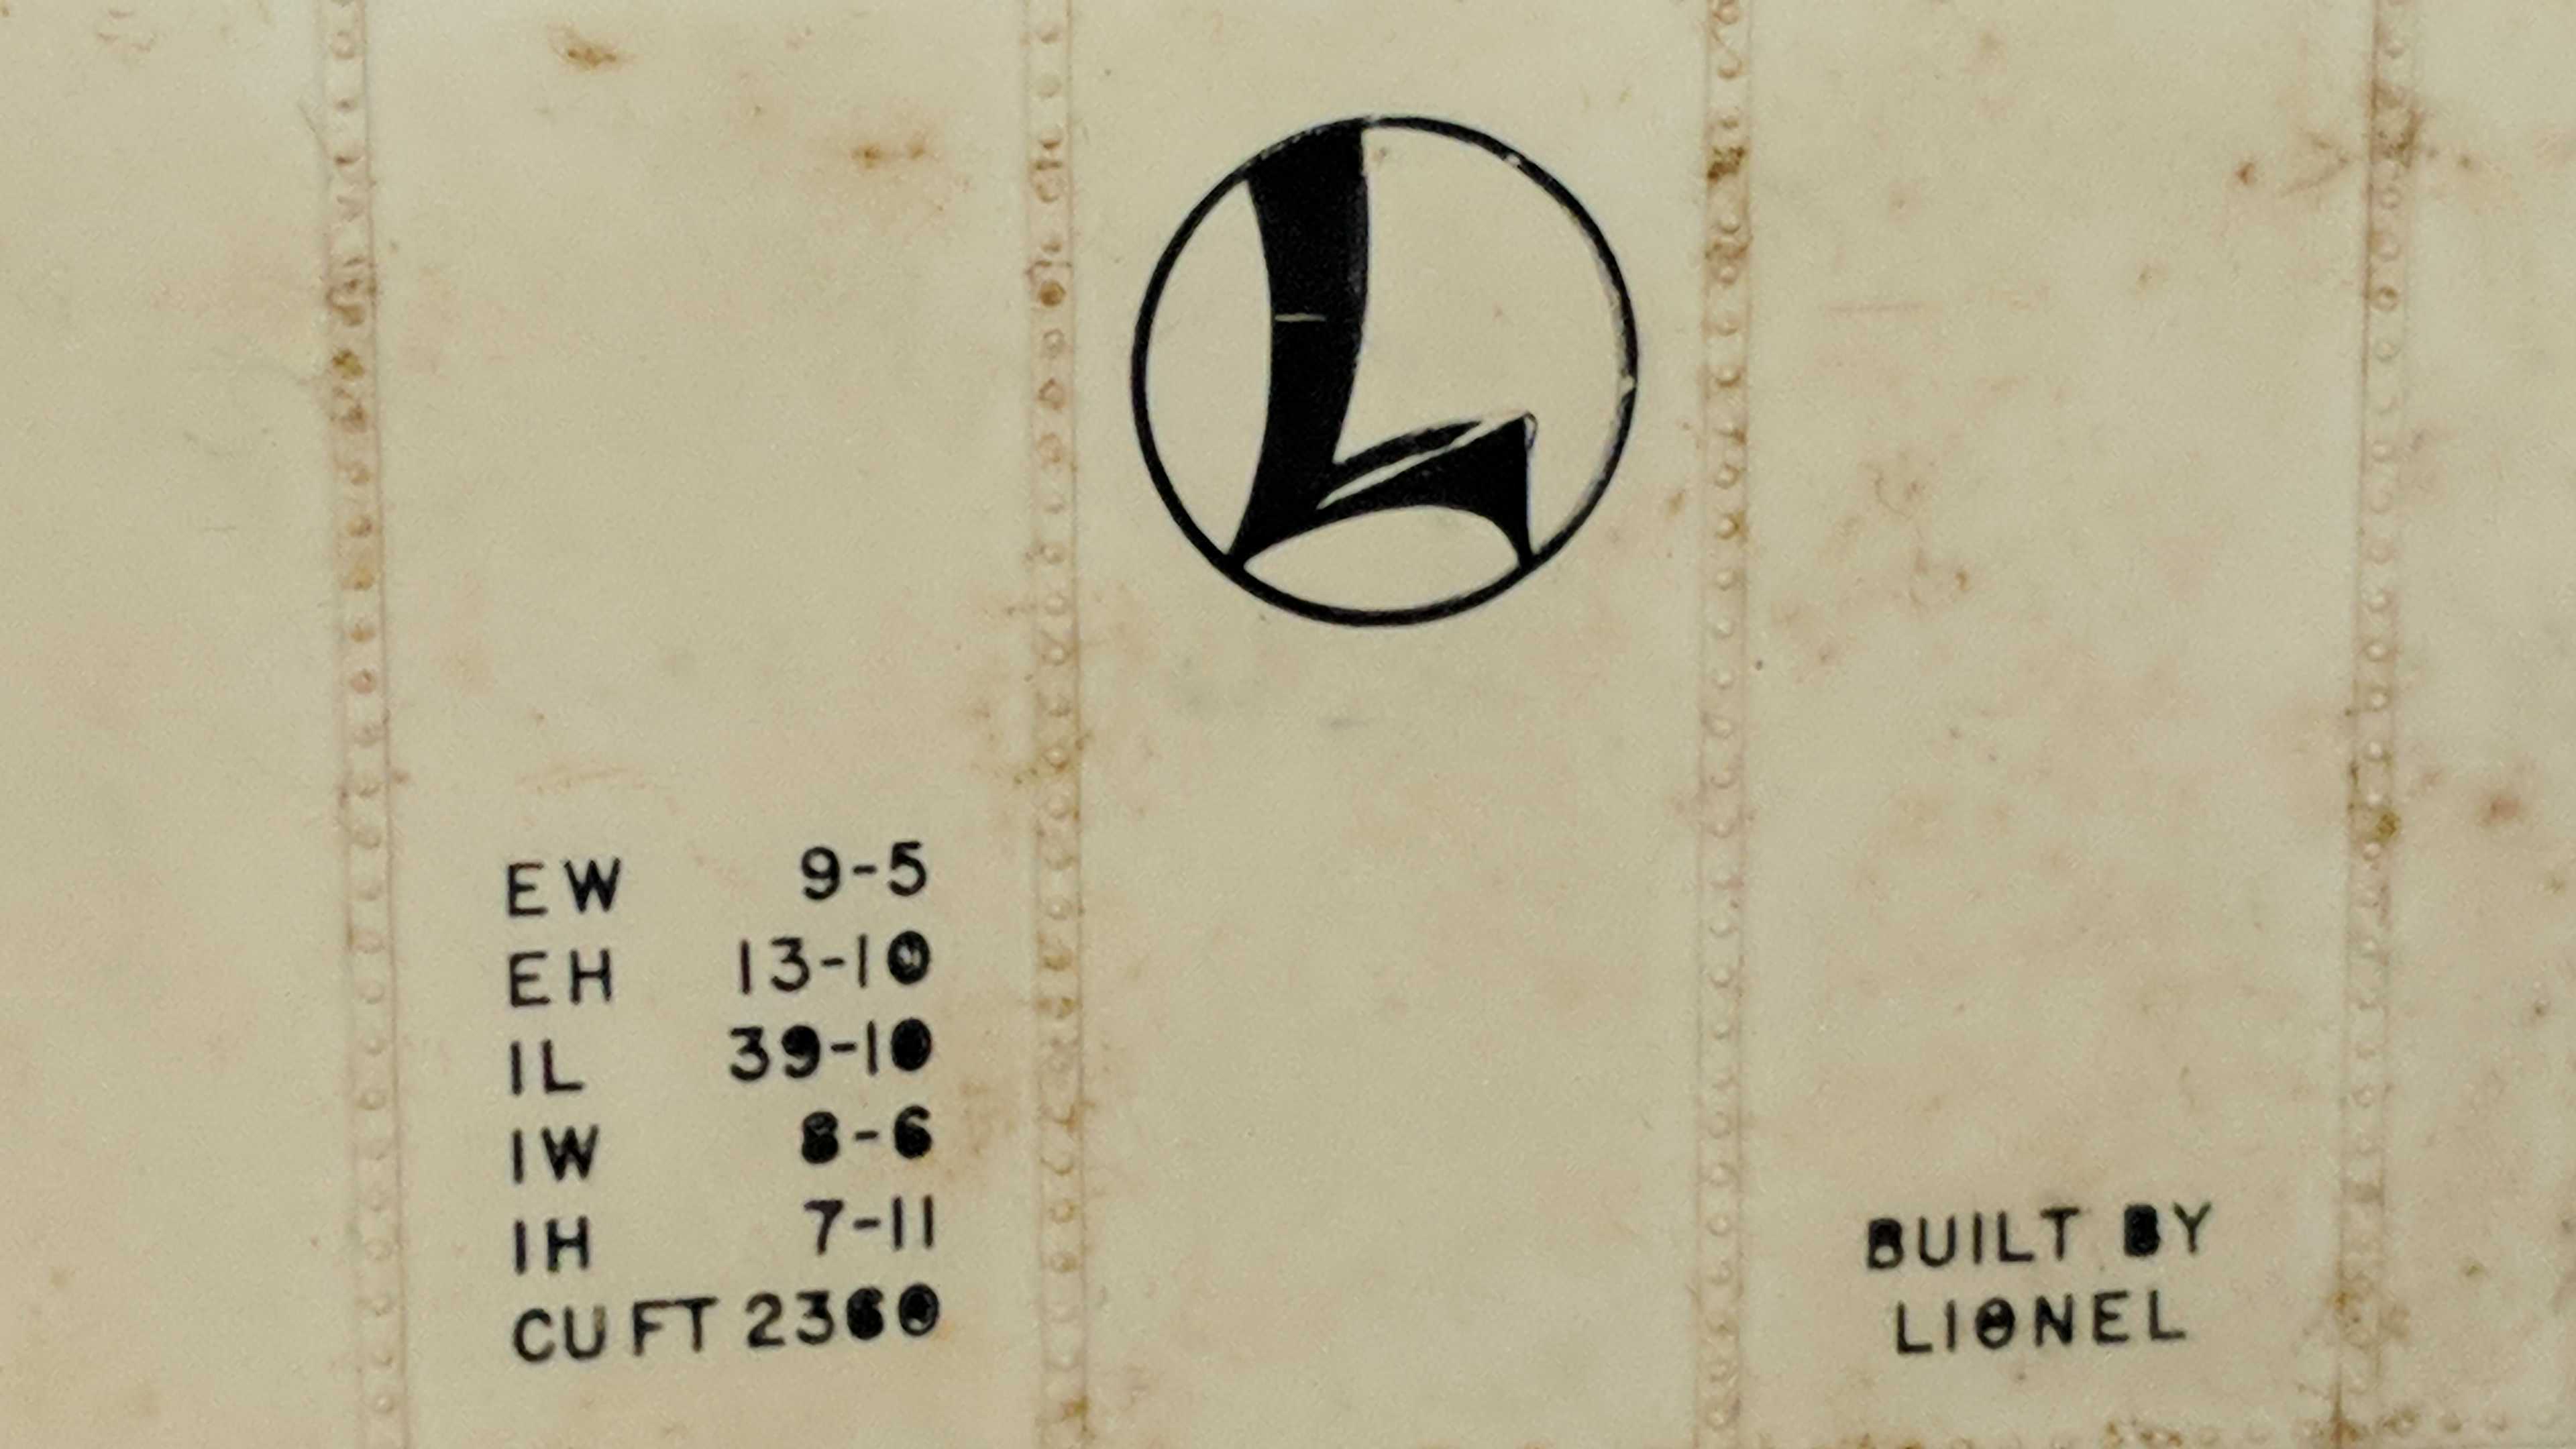 L
EW 9-5
EH 13-10
IL 39-10
IW 8-6
IH 7-11
CU FT 2360
BUILT BY
LIONEL